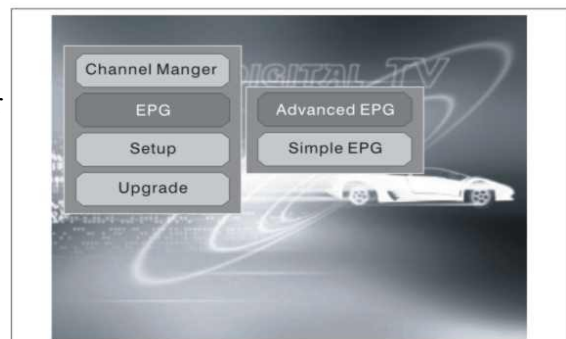 DIGITAL TV
Channel Manger
EPG
Setup
Upgrade
Advanced EPG
Simple EPG